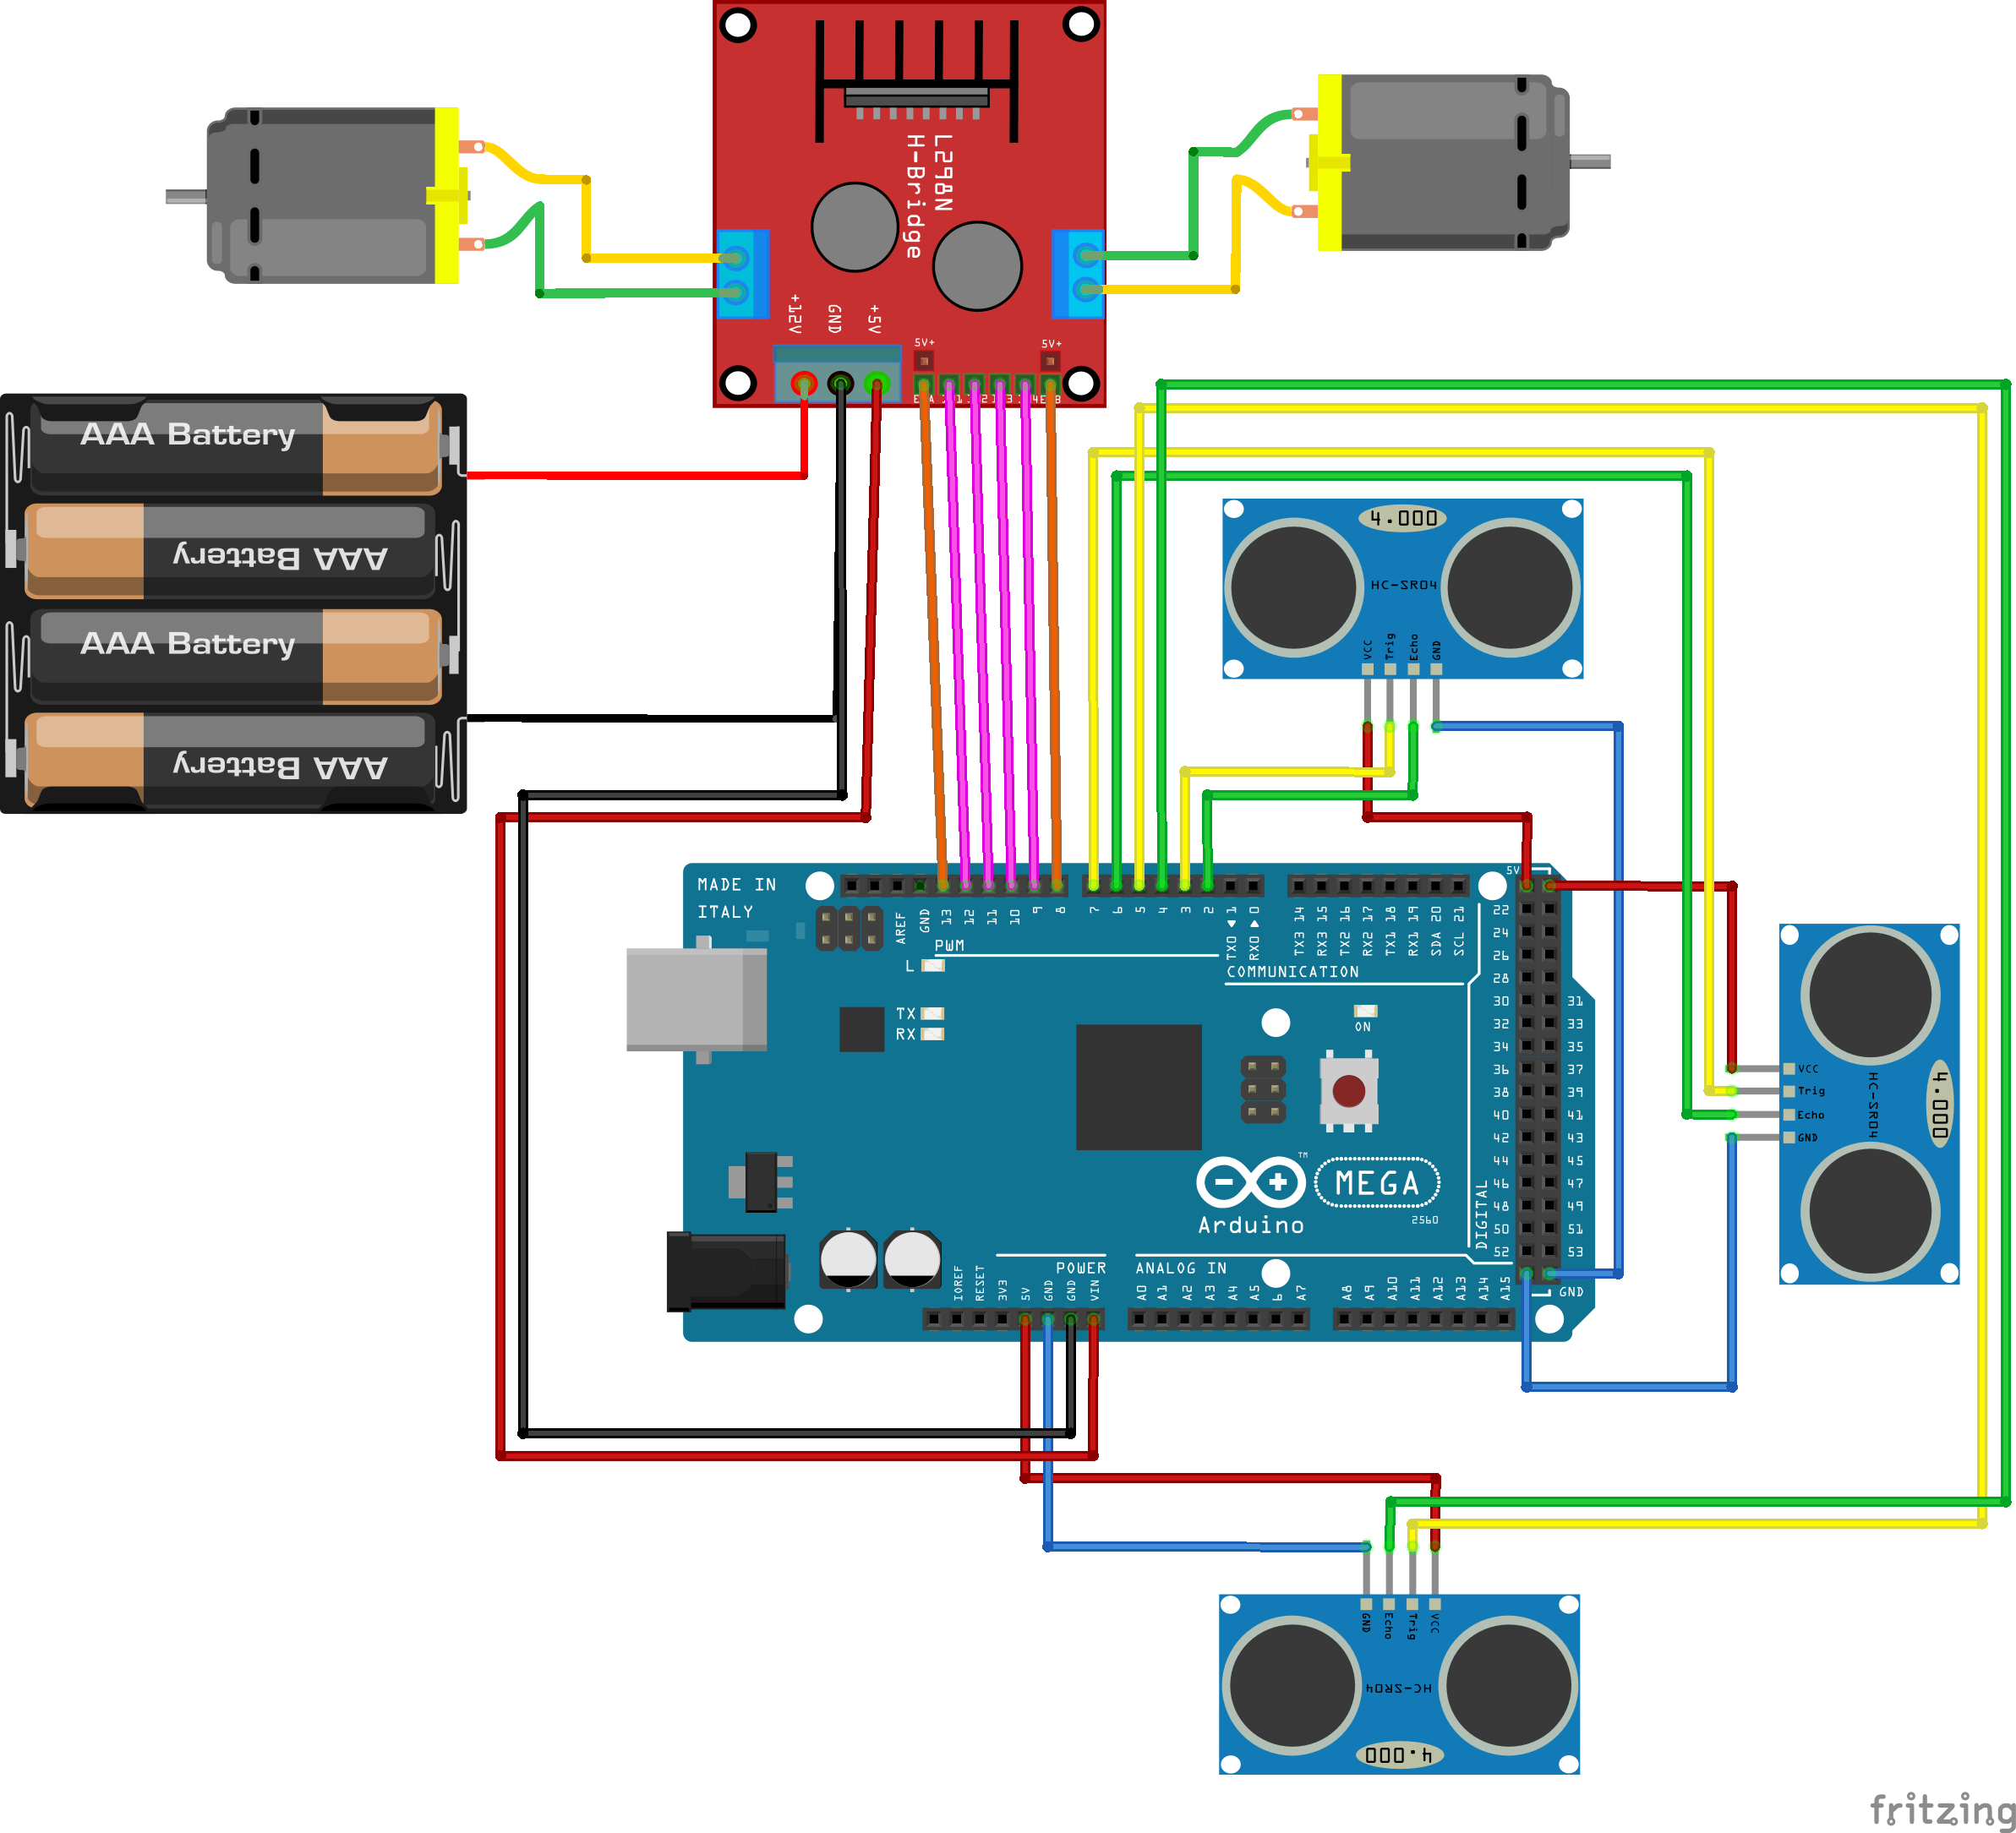 L298N
H-Bridge
+12V
GND
+5V
5V+
5V+
AAA Battery
AAA Battery
AAA Battery
AAA Battery
4.000
HC-SR04
VCC
Trig
Echo
GND
MADE IN
ITALY
AREF
GND
13
12
11
10
9
8
7
6
5
4
3
2
TX0 ◀ 1
RX0 ▶ 0
TX3 14
RX3 15
TX2 16
RX2 17
TX1 18
RX1 19
SDA 20
SCL 21
PWM
COMMUNICATION
L
TX
RX
ON
5V
22
24
26
28
30 31
32 33
34 35
36 37
38 39
40 41
42 43
44 45
46 47
48 49
50 51
52 53
GND
DIGITAL
Arduino
TM
MEGA
2560
POWER
ANALOG IN
IOREF
RESET
3V3
5V
GND
GND
VIN
A0
A1
A2
A3
A4
A5
6
A7
A8
A9
A10
A11
A12
A13
A14
A15
VCC
Trig
Echo
GND
HC-SR04
4.000
GND
Echo
Trig
VCC
HC-SR04
4.000
fritzing